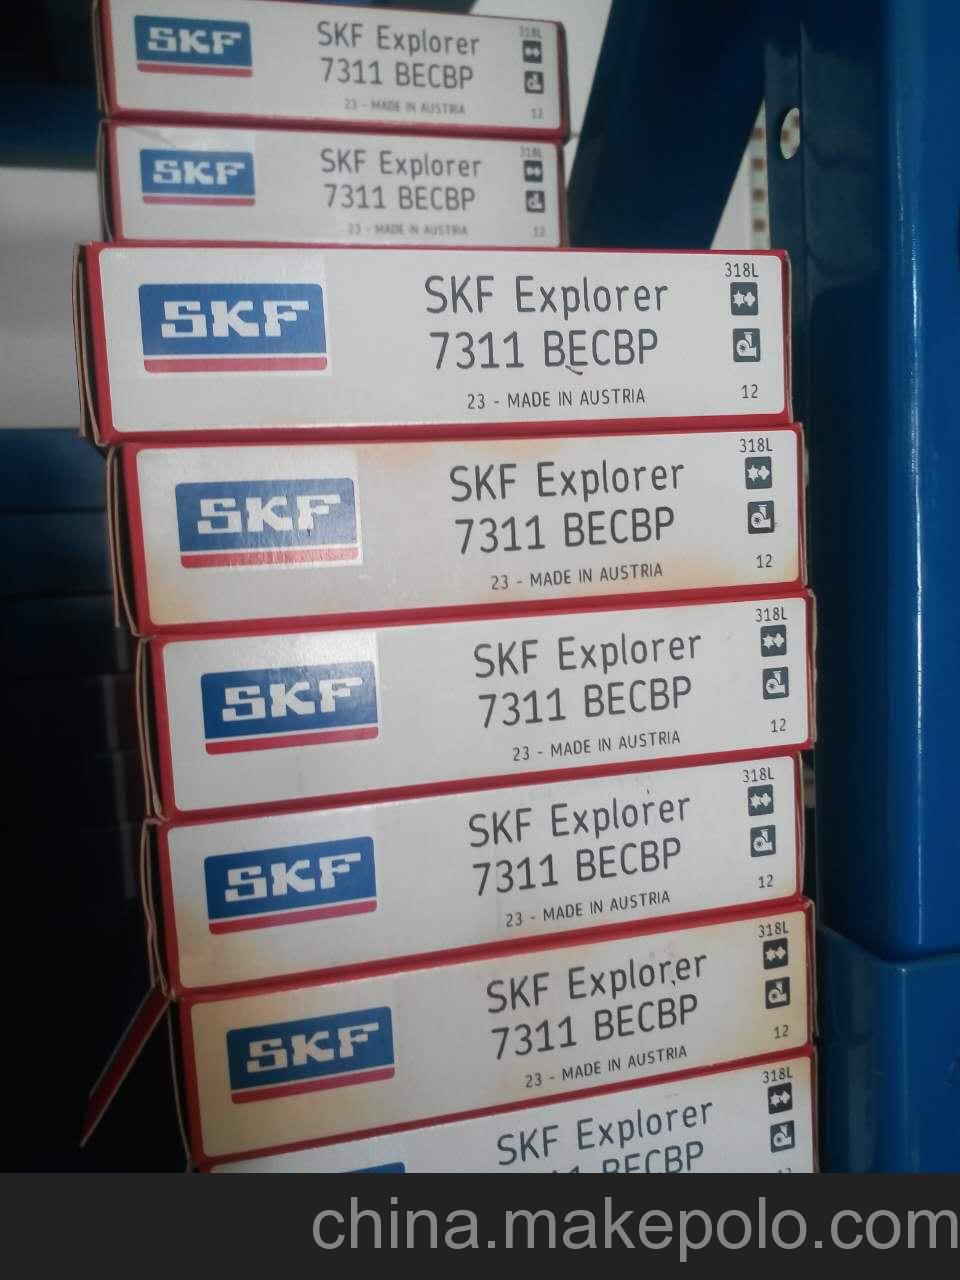 SKF
SKF Explorer
7311 BECBP
23 - MADE IN AUSTRIA
318L
12
SKF
SKF Explorer
7311 BECBP
23 - MADE IN AUSTRIA
318L
12
SKF
SKF Explorer
7311 BECBP
23 - MADE IN AUSTRIA
318L
12
SKF
SKF Explorer
7311 BECBP
23 - MADE IN AUSTRIA
318L
12
SKF
SKF Explorer
7311 BECBP
23 - MADE IN AUSTRIA
318L
12
SKF
SKF Explorer
7311 BECBP
23 - MADE IN AUSTRIA
318L
12
SKF
SKF Explorer
7311 BECBP
23 - MADE IN AUSTRIA
318L
12
SKF Explorer
BECBP
318L
china.makepolo.com